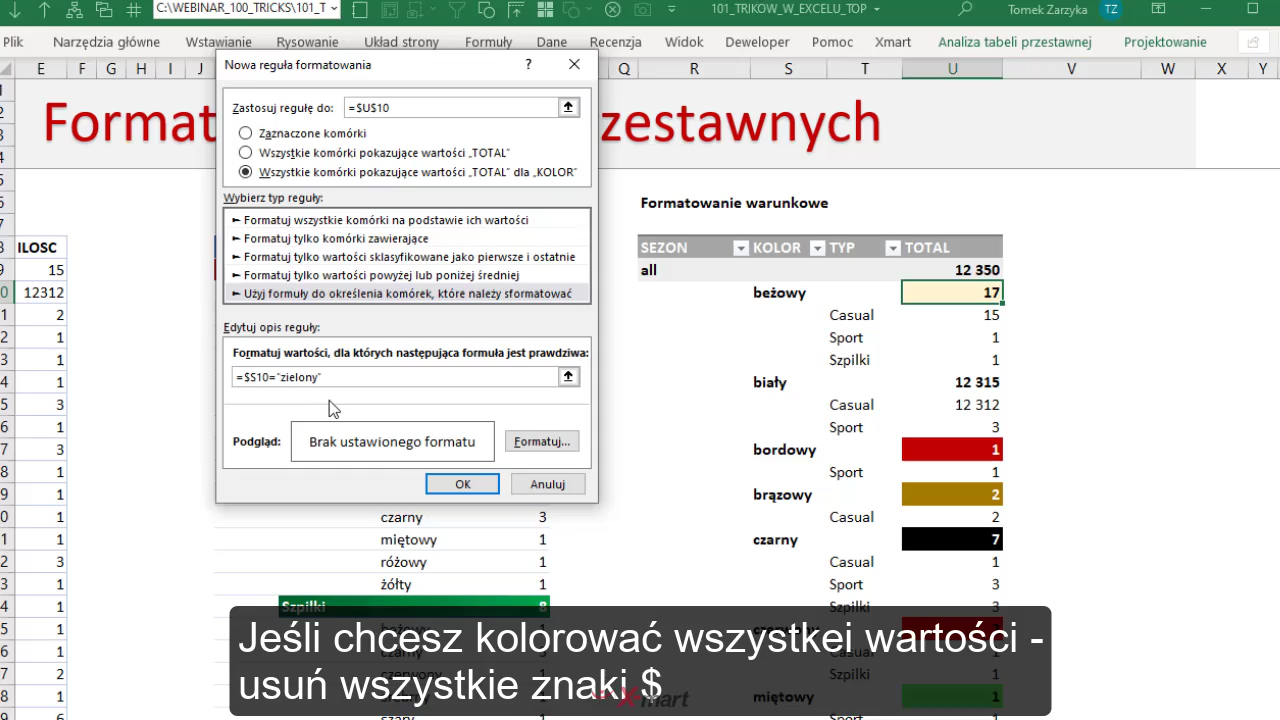 C:\WEBINAR_100_TRICKS\101_T
101_TRIKOW_W_EXCELU_TOP
Tomek Zarzyka
TZ
Plik Narzędzia główne Wstawianie Rysowanie Układ strony Formuły Dane Recenzja Widok Deweloper Pomoc Xmart Analiza tabeli przestawnej Projektowanie
E F G H I J Q R S T U V W X Y
Format
zestawnych
Nowa reguła formatowania
?
Zastosuj regułę do: =$U$10
Zaznaczone komórki
Wszystkie komórki pokazujące wartości „TOTAL”
Wszystkie komórki pokazujące wartości „TOTAL” dla „KOLOR”
Wybierz typ reguły:
► Formatuj wszystkie komórki na podstawie ich wartości
► Formatuj tylko komórki zawierające
► Formatuj tylko wartości sklasyfikowane jako pierwsze i ostatnie
► Formatuj tylko wartości powyżej lub poniżej średniej
► Użyj formuły do określenia komórek, które należy sformatować
Edytuj opis reguły:
Formatuj wartości, dla których następująca formuła jest prawdziwa:
=$S10="zielony"
Podgląd: Brak ustawionego formatu Formatuj...
OK Anuluj
ILOSC
15
12312
2
1
1
1
3
1
3
1
1
1
1
3
1
1
1
1
2
1
6
czarny 3
miętowy 1
różowy 1
żółty 1
Szpilki 8
Formatowanie warunkowe
SEZON KOLOR TYP TOTAL
all 12 350
beżowy 17
Casual 15
Sport 1
Szpilki 1
biały 12 315
Casual 12 312
Sport 3
bordowy 1
Sport 1
brązowy 2
Casual 2
czarny 7
Casual 1
Sport 3
Szpilki 3
miętowy 1
Jeśli chcesz kolorować wszystkei wartości -
usuń wszystkie znaki $